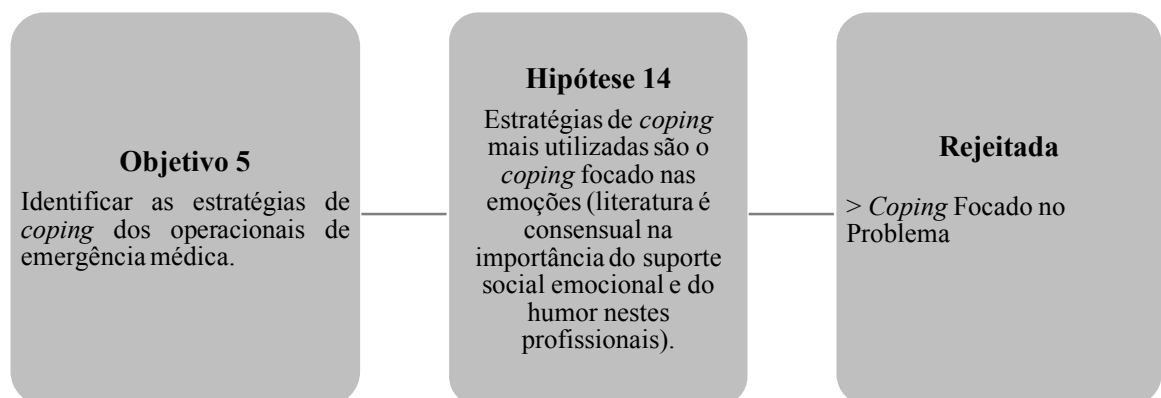 Objetivo 5
Identificar as estratégias de
coping dos operacionais de
emergência médica.
Hipótese 14
Estratégias de coping
mais utilizadas são o
coping focado nas
emoções (literatura é
consensual na
importância do suporte
social emocional e do
humor nestes
profissionais).
Rejeitada
> Coping Focado no
Problema